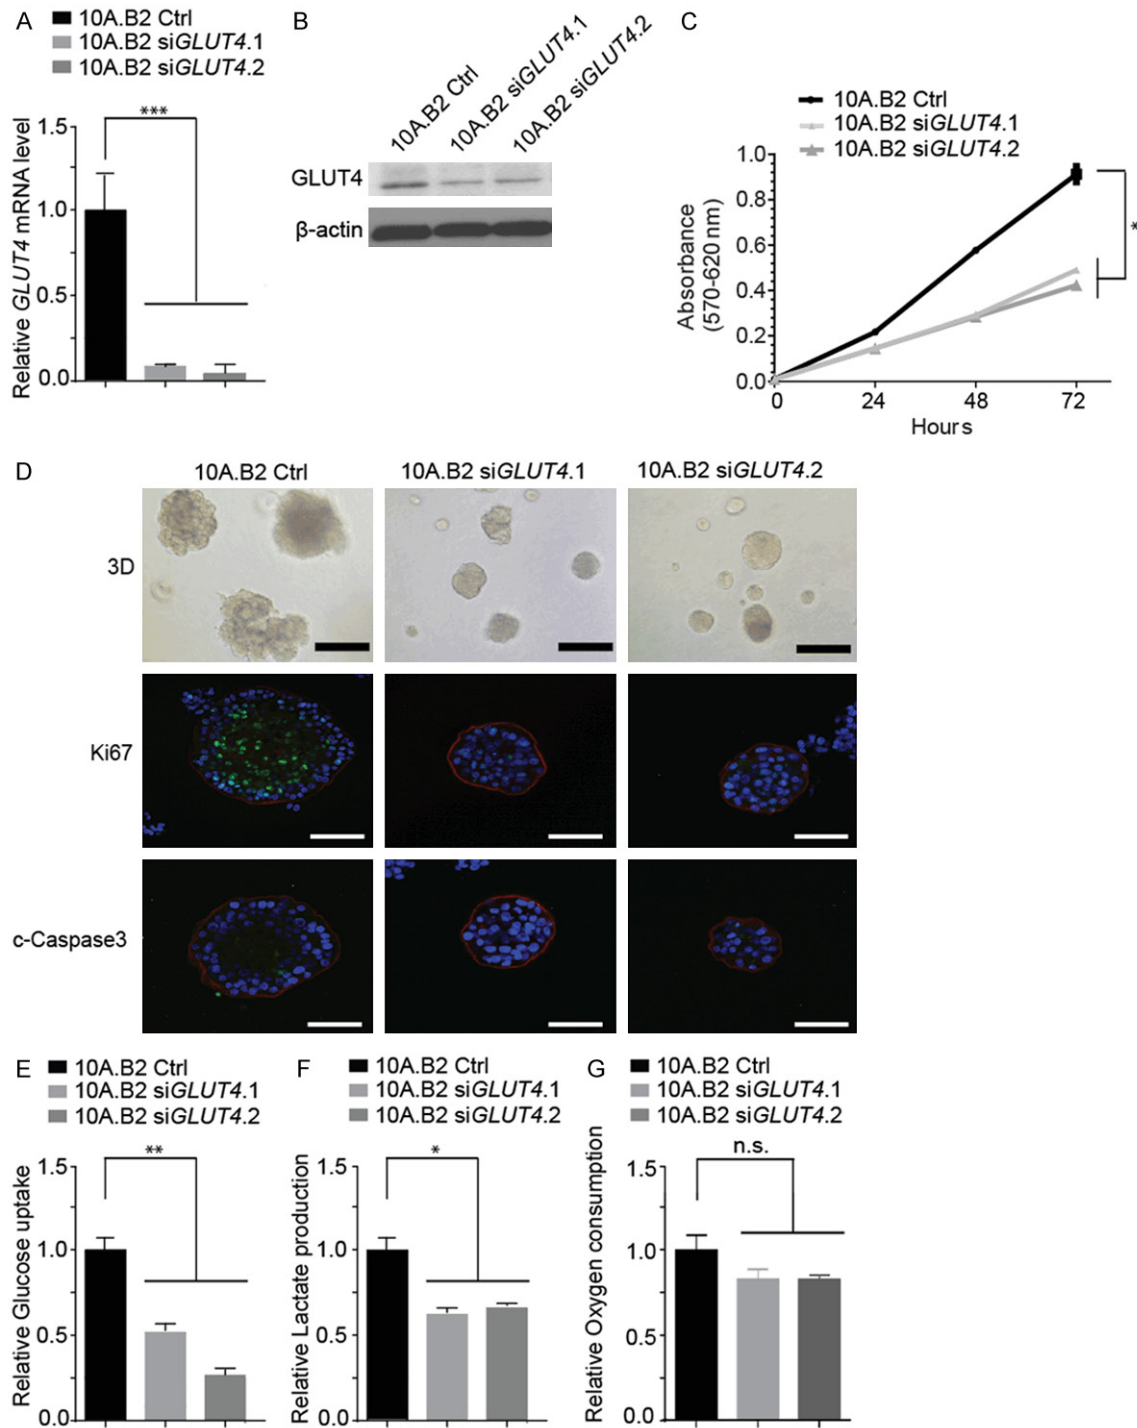 A
10A.B2 Ctrl
10A.B2 siGLUT4.1
10A.B2 siGLUT4.2
***
Relative GLUT4 mRNA level
1.5
1.0
0.5
0.0
B
10A.B2 Ctrl
10A.B2 siGLUT4.1
10A.B2 siGLUT4.2
GLUT4
β-actin
C
10A.B2 Ctrl
10A.B2 siGLUT4.1
10A.B2 siGLUT4.2
Absorbance
(570-620 nm)
1.0
0.8
0.6
0.4
0.2
0.0
0 24 48 72
Hours
*
D
10A.B2 Ctrl 10A.B2 siGLUT4.1 10A.B2 siGLUT4.2
3D
Ki67
c-Caspase3
E
10A.B2 Ctrl
10A.B2 siGLUT4.1
10A.B2 siGLUT4.2
**
Relative Glucose uptake
1.5
1.0
0.5
0.0
F
10A.B2 Ctrl
10A.B2 siGLUT4.1
10A.B2 siGLUT4.2
*
Relative Lactate production
1.5
1.0
0.5
0.0
G
10A.B2 Ctrl
10A.B2 siGLUT4.1
10A.B2 siGLUT4.2
n.s.
Relative Oxygen consumption
1.5
1.0
0.5
0.0